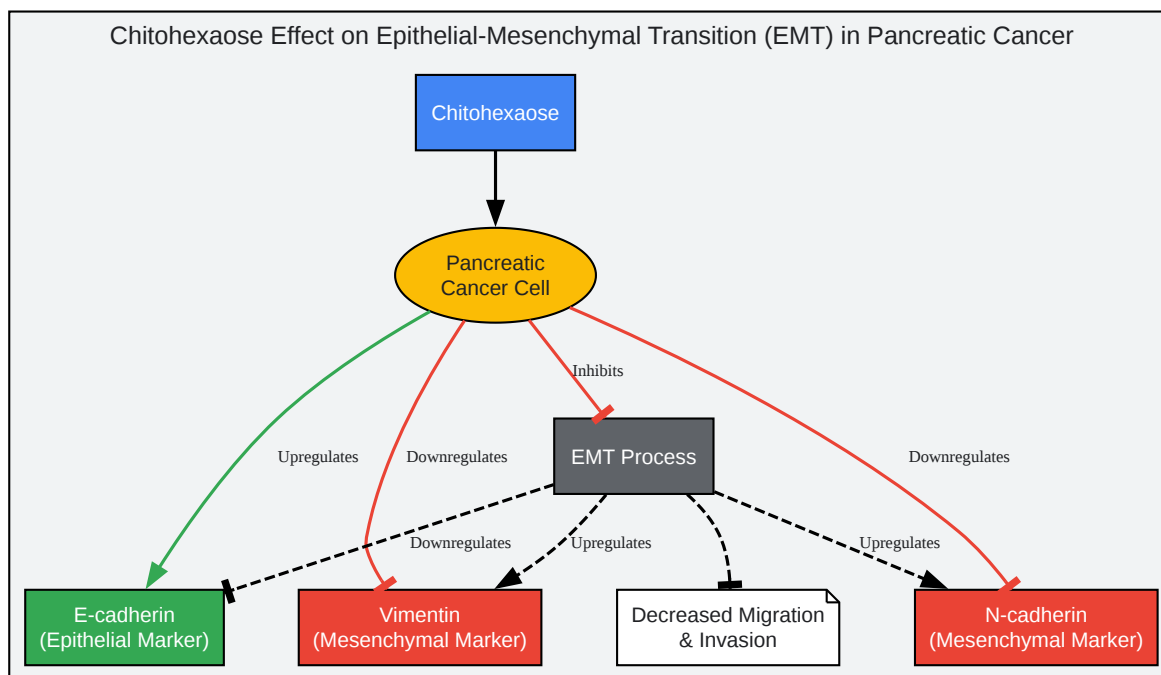 Chitohexaose Effect on Epithelial-Mesenchymal Transition (EMT) in Pancreatic Cancer
Chitohexaose
Pancreatic
Cancer Cell
Inhibits
Upregulates
Downregulates
EMT Process
Downregulates
Downregulates
Upregulates
Upregulates
E-cadherin
(Epithelial Marker)
Vimentin
(Mesenchymal Marker)
Decreased Migration
& Invasion
N-cadherin
(Mesenchymal Marker)